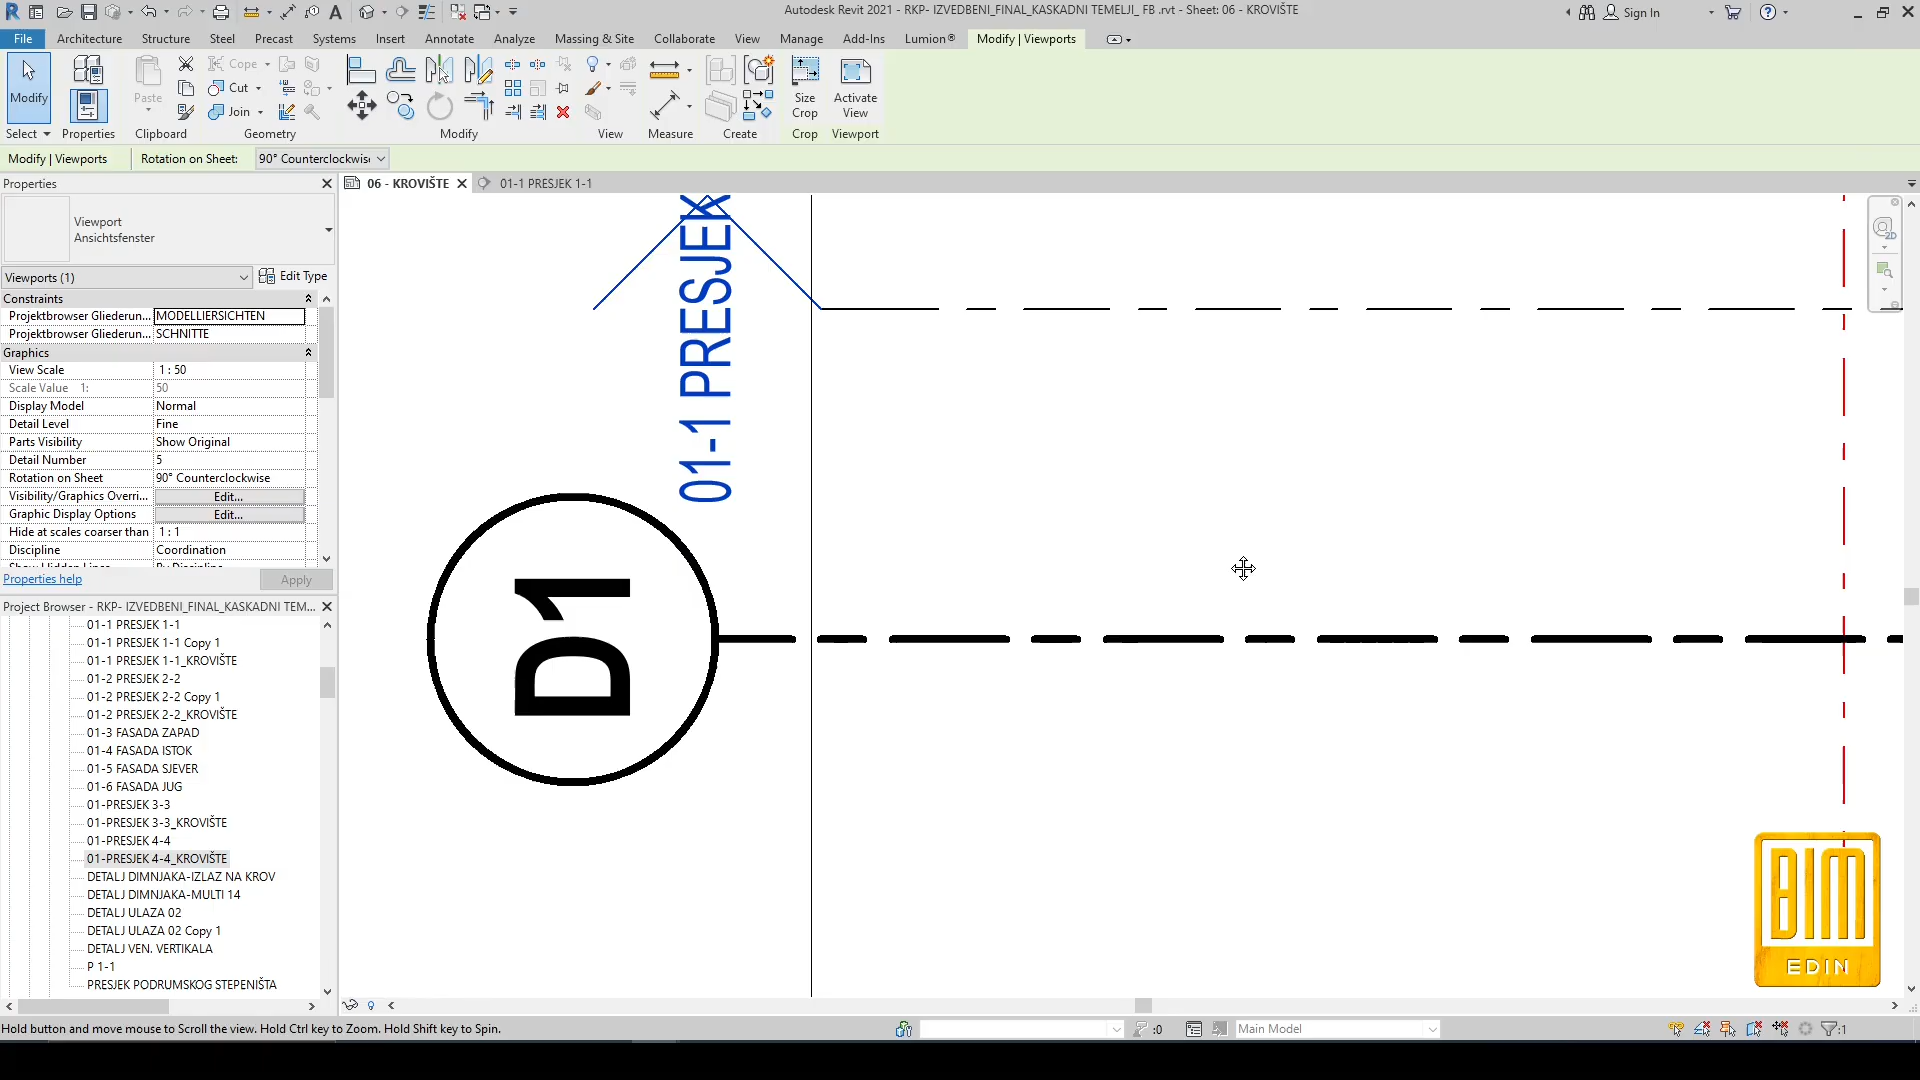 Autodesk Revit 2021 - RKP- IZVEDBENI_FINAL_KASKADNI TEMELJI_ FB .rvt - Sheet: 06 - KROVIŠTE
Sign In
File Architecture Structure Steel Precast Systems Insert Annotate Analyze Massing & Site Collaborate View Manage Add-Ins Lumion® Modify | Viewports
Modify
Paste
Cope
Cut
Join
Size Crop
Activate View
Select Properties Clipboard Geometry Modify View Measure Create Crop Viewport
Modify | Viewports Rotation on Sheet: 90° Counterclockwis
Properties
06 - KROVIŠTE
01-1 PRESJEK 1-1
Viewport
Ansichtsfenster
Viewports (1) Edit Type
Constraints
Projektbrowser Gliederun... MODELLIERSICHTEN
Projektbrowser Gliederun... SCHNITTE
Graphics
View Scale 1 : 50
Scale Value 1: 50
Display Model Normal
Detail Level Fine
Parts Visibility Show Original
Detail Number 5
Rotation on Sheet 90° Counterclockwise
Visibility/Graphics Overri... Edit...
Graphic Display Options Edit...
Hide at scales coarser than 1 : 1
Discipline Coordination
Properties help Apply
Project Browser - RKP- IZVEDBENI_FINAL_KASKADNI TEM...
01-1 PRESJEK 1-1
01-1 PRESJEK 1-1 Copy 1
01-1 PRESJEK 1-1_KROVIŠTE
01-2 PRESJEK 2-2
01-2 PRESJEK 2-2 Copy 1
01-2 PRESJEK 2-2_KROVIŠTE
01-3 FASADA ZAPAD
01-4 FASADA ISTOK
01-5 FASADA SJEVER
01-6 FASADA JUG
01-PRESJEK 3-3
01-PRESJEK 3-3_KROVIŠTE
01-PRESJEK 4-4
01-PRESJEK 4-4_KROVIŠTE
DETALJ DIMNJAKA-IZLAZ NA KROV
DETALJ DIMNJAKA-MULTI 14
DETALJ ULAZA 02
DETALJ ULAZA 02 Copy 1
DETALJ VEN. VERTIKALA
P 1-1
PRESJEK PODRUMSKOG STEPENIŠTA
01-1 PRESJEK
D1
2D
BIM
EDIN
Hold button and move mouse to Scroll the view. Hold Ctrl key to Zoom. Hold Shift key to Spin.
:0
Main Model
:1